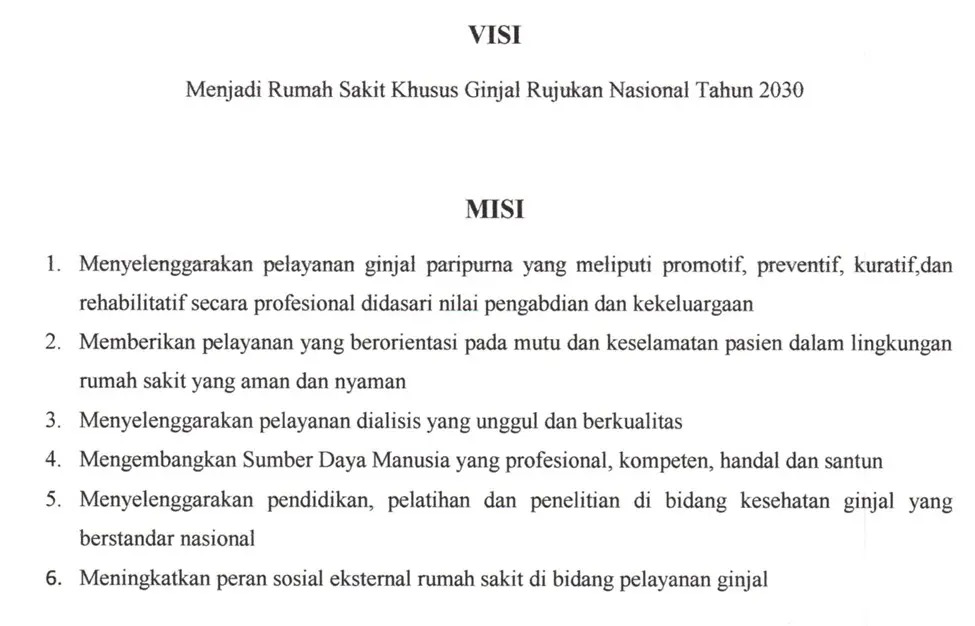 VISI
Menjadi Rumah Sakit Khusus Ginjal Rujukan Nasional Tahun 2030
MISI
1. Menyelenggarakan pelayanan ginjal paripurna yang meliputi promotif, preventif, kuratif,dan
rehabilitatif secara profesional didasari nilai pengabdian dan kekeluargaan
2. Memberikan pelayanan yang berorientasi pada mutu dan keselamatan pasien dalam lingkungan
rumah sakit yang aman dan nyaman
3. Menyelenggarakan pelayanan dialisis yang unggul dan berkualitas
4. Mengembangkan Sumber Daya Manusia yang profesional, kompeten, handal dan santun
5. Menyelenggarakan pendidikan, pelatihan dan penelitian di bidang kesehatan ginjal yang
berstandar nasional
6. Meningkatkan peran sosial eksternal rumah sakit di bidang pelayanan ginjal